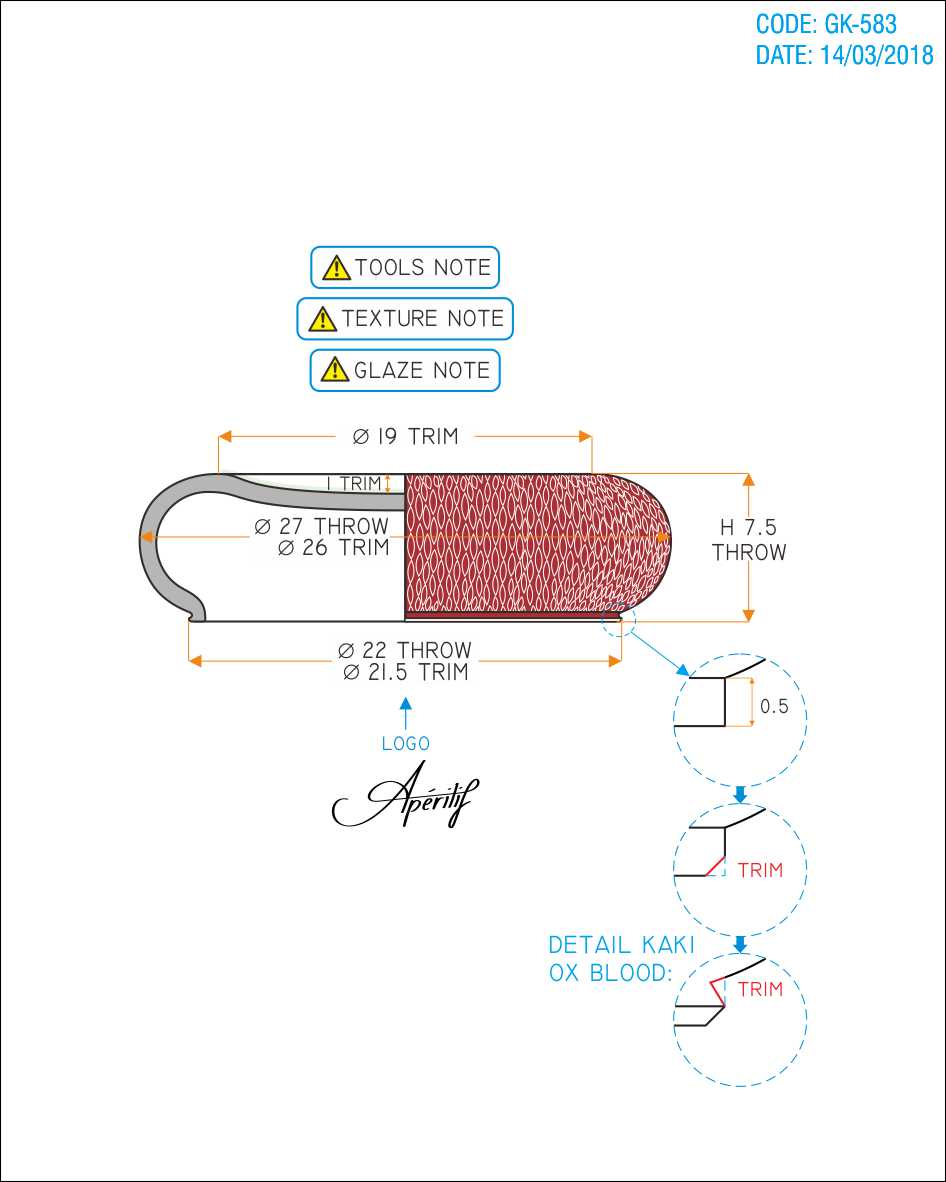 CODE: GK-583
DATE: 14/03/2018
TOOLS NOTE
TEXTURE NOTE
GLAZE NOTE
Ø 19 TRIM
1 TRIM
Ø 27 THROW
Ø 26 TRIM
H 7.5
THROW
Ø 22 THROW
Ø 21.5 TRIM
0.5
LOGO
Apéritif
TRIM
DETAIL KAKI
OX BLOOD:
TRIM